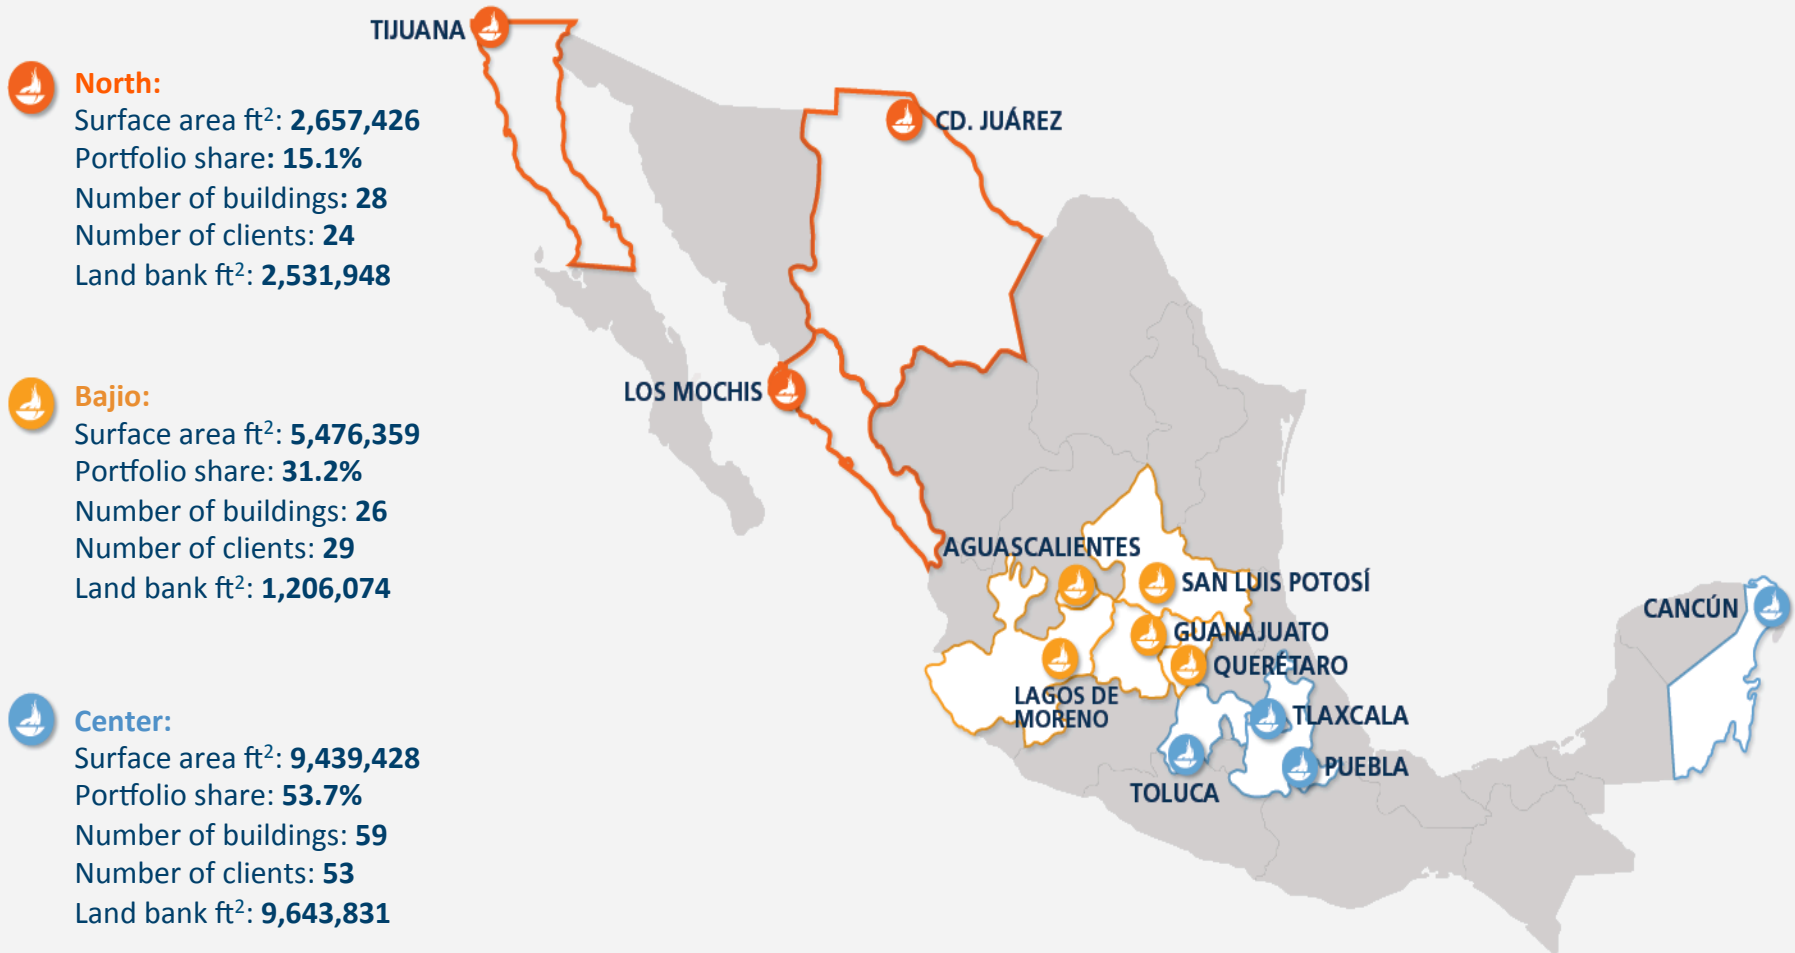 North:
Surface area ft²: 2,657,426
Portfolio share: 15.1%
Number of buildings: 28
Number of clients: 24
Land bank ft²: 2,531,948
Bajio:
Surface area ft²: 5,476,359
Portfolio share: 31.2%
Number of buildings: 26
Number of clients: 29
Land bank ft²: 1,206,074
Center:
Surface area ft²: 9,439,428
Portfolio share: 53.7%
Number of buildings: 59
Number of clients: 53
Land bank ft²: 9,643,831
TIJUANA
CD. JUÁREZ
LOS MOCHIS
AGUASCALIENTES
SAN LUIS POTOSÍ
GUANAJUATO
QUERÉTARO
LAGOS DE
MORENO
CANCÚN
TLAXCALA
PUEBLA
TOLUCA